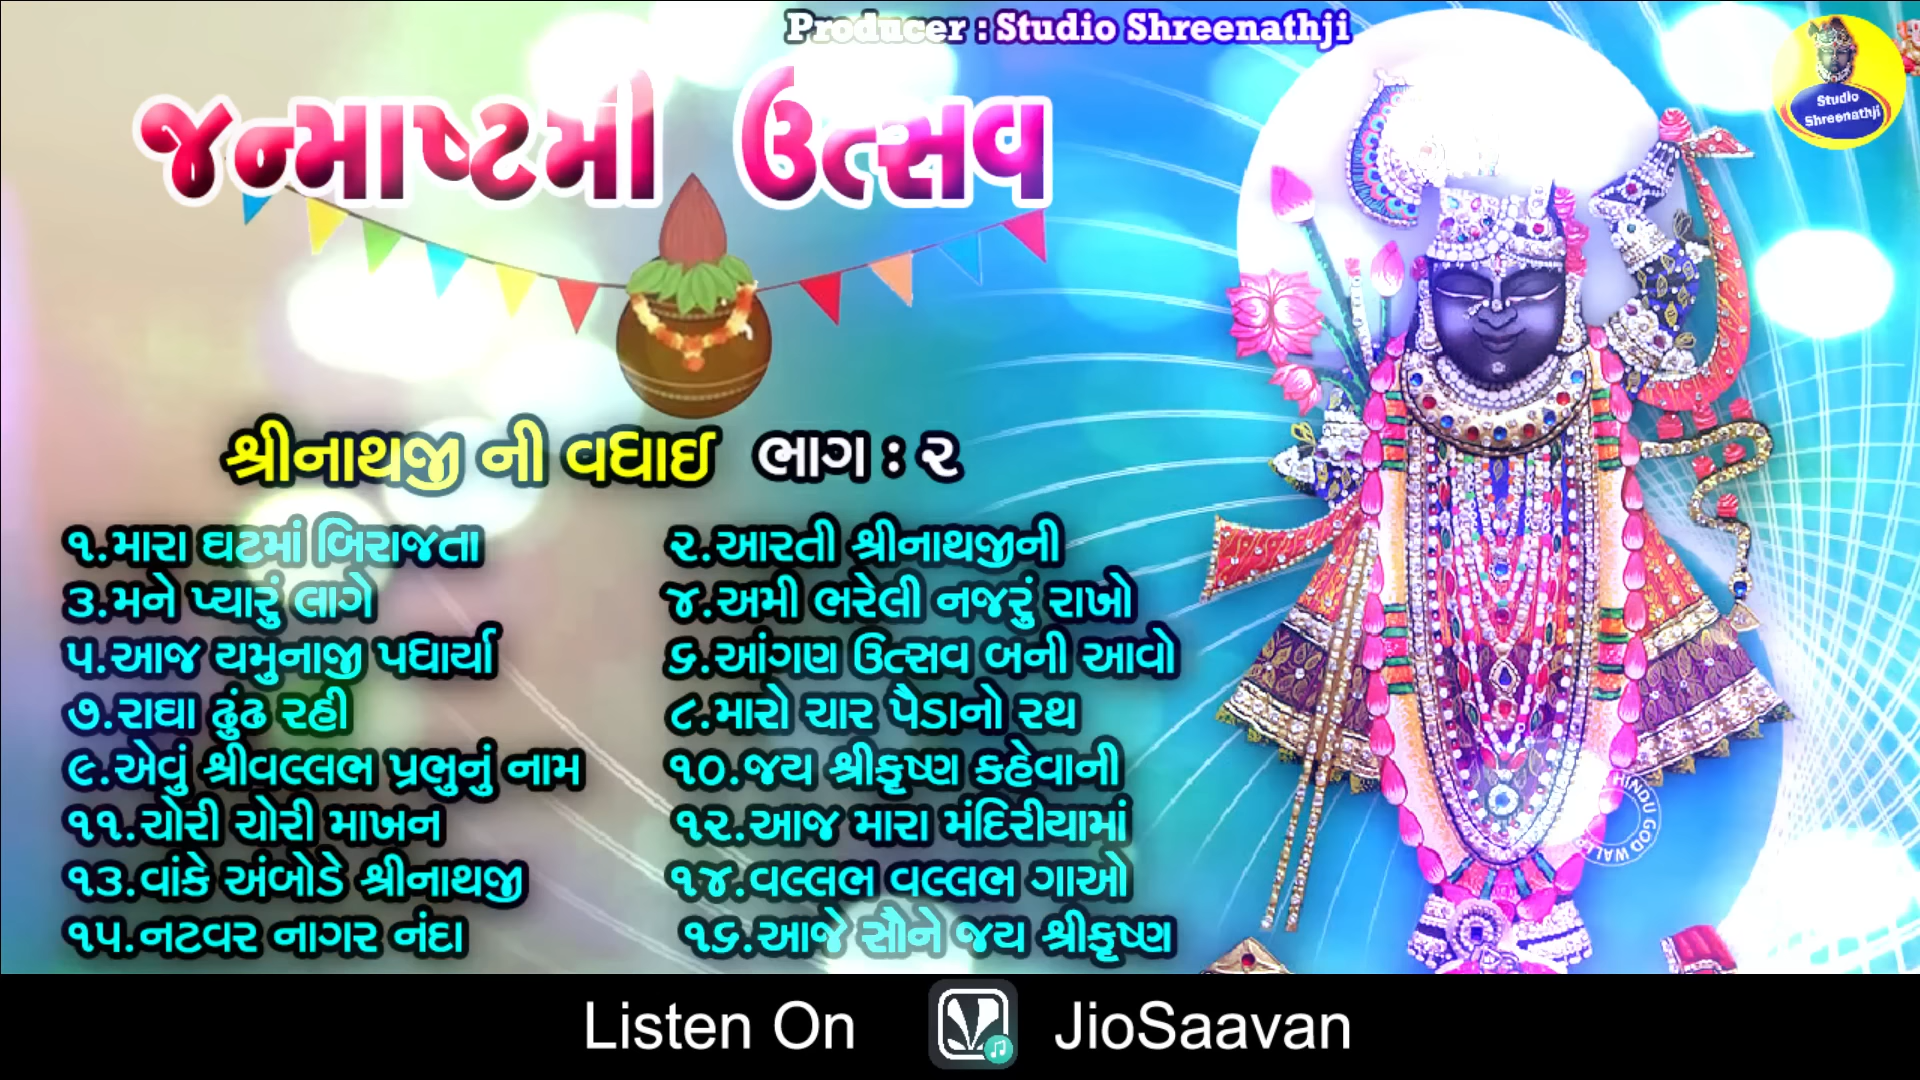 Producer : Studio Shreenathji
Studio
Shreenathji
જન્માષ્ટમી ઉત્સવ
શ્રીનાથજી ની વધાઇ ભાગ : ૨
૧.મારા ઘટમાં બિરાજતા
૨.આરતી શ્રીનાથજીની
૩.મને પ્યારું લાગે
૪.અમી ભરેલી નજરું રાખો
૫.આજ યમુનાજી પધાર્યા
૬.આંગણ ઉત્સવ બની આવો
૭.રાધા ઢુંઢ રહી
૮.મારો ચાર પૈડાનો રથ
૯.એવું શ્રીવલ્લભ પ્રભુનું નામ
૧૦.જય શ્રીકૃષ્ણ કહેવાની
૧૧.ચોરી ચોરી માખન
૧૨.આજ મારા મંદિરીયામાં
૧૩.વાંકે અંબોડે શ્રીનાથજી
૧૪.વલ્લભ વલ્લભ ગાઓ
૧૫.નટવર નાગર નંદા
૧૬.આજે સૌને જય શ્રીકૃષ્ણ
HINDU GOD WALL
Listen On JioSaavan